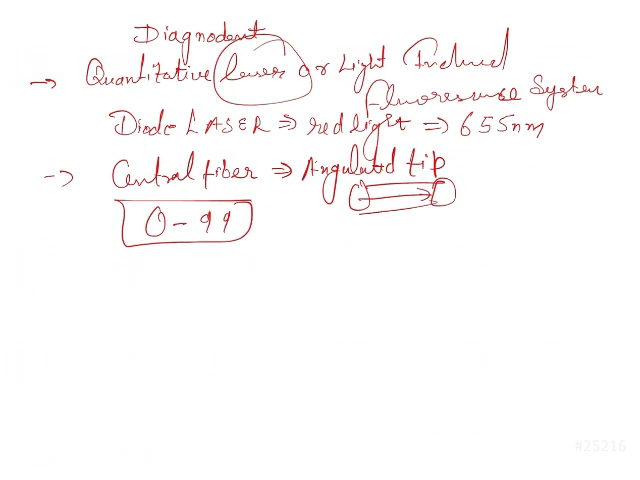 Diagnodent
→ Quantitative laser or Light Induced
Fluoresence System
Diode LASER ⇒ red light ⇒ 655nm
→ Central fiber ⇒ Angulated tip
0 - 99
#25216